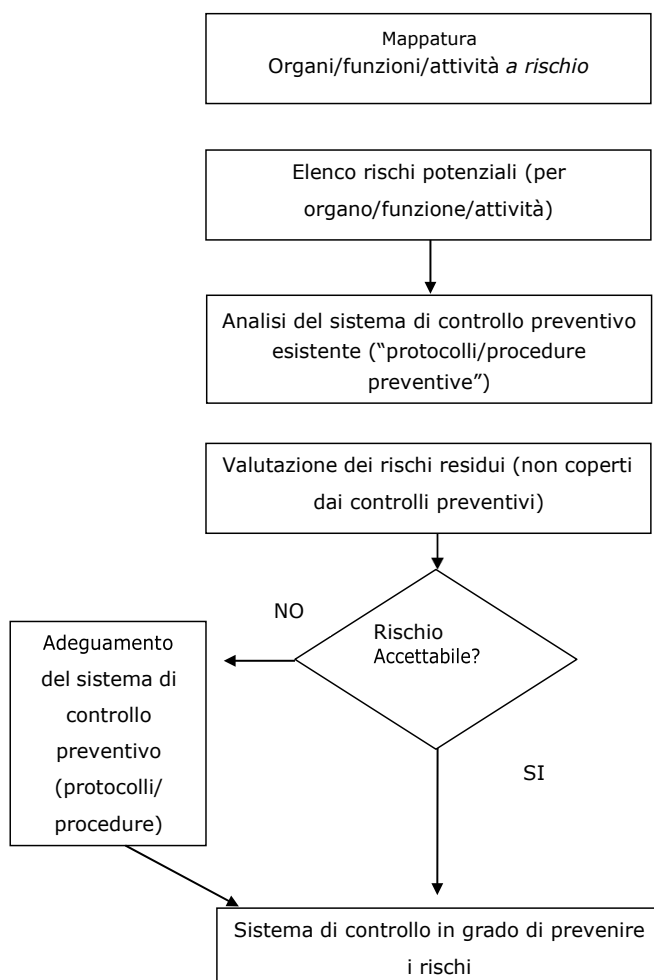 Mappatura
Organi/funzioni/attività a rischio
Elenco rischi potenziali (per
organo/funzione/attività)
Analisi del sistema di controllo preventivo
esistente (“protocolli/procedure
preventive”)
Valutazione dei rischi residui (non coperti
dai controlli preventivi)
NO
Rischio
Accettabile?
Adeguamento
del sistema di
controllo
preventivo
(protocolli/
procedure)
SI
Sistema di controllo in grado di prevenire
i rischi